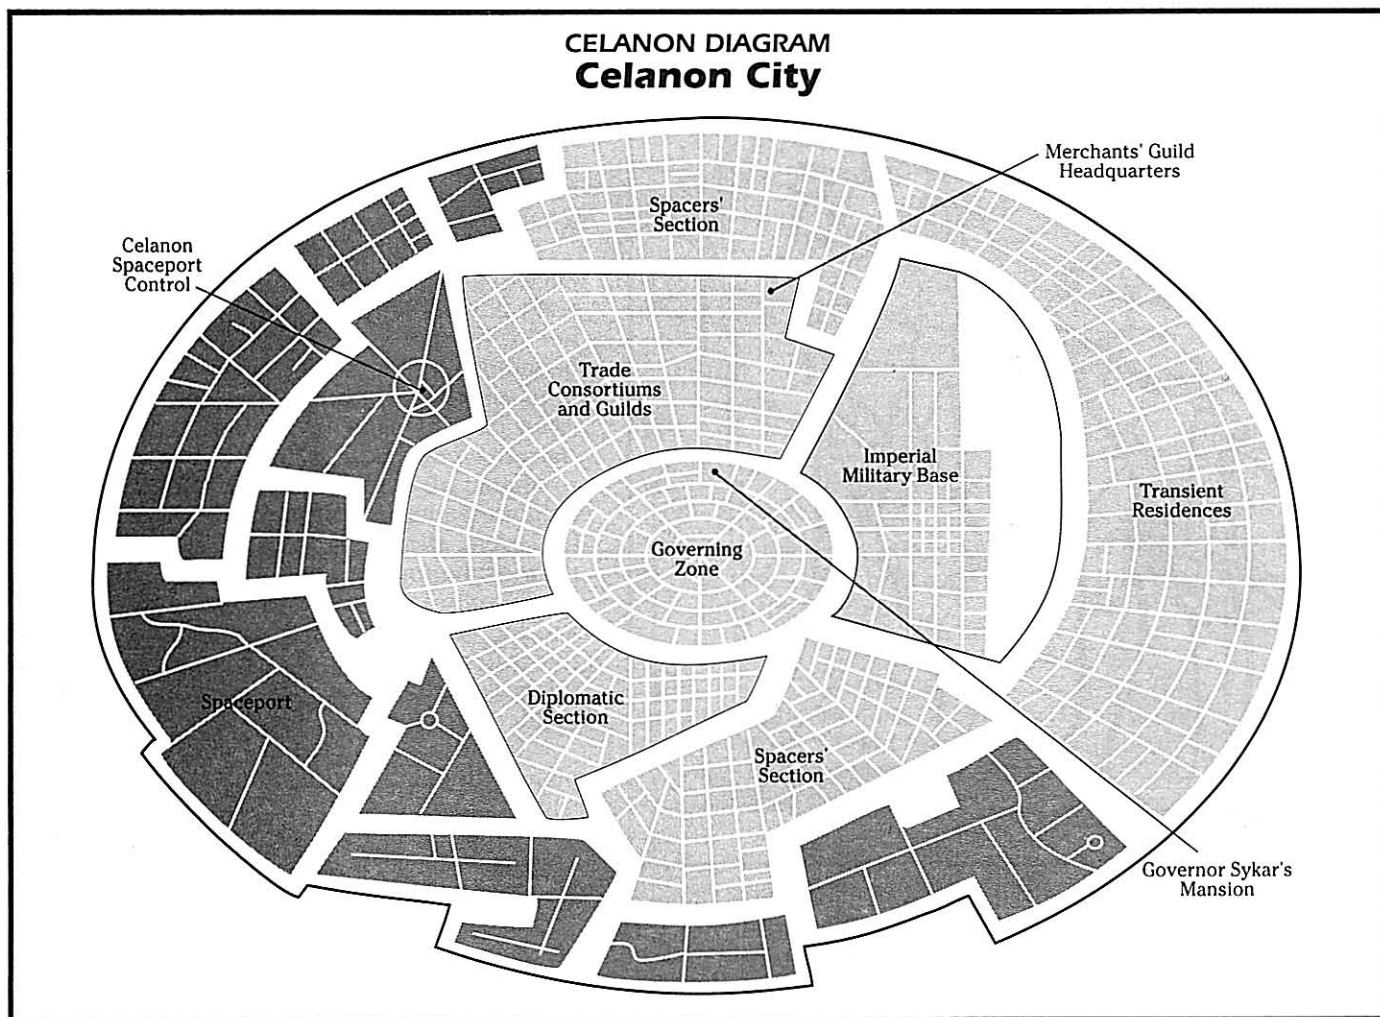 CELANON DIAGRAM
Celanon City
Merchants' Guild
Headquarters
Spacers'
Section
Celanon
Spaceport
Control
Trade
Consortiums
and Guilds
Imperial
Military Base
Transient
Residences
Governing
Zone
Spaceport
Diplomatic
Section
Spacers'
Section
Governor Sykar's
Mansion